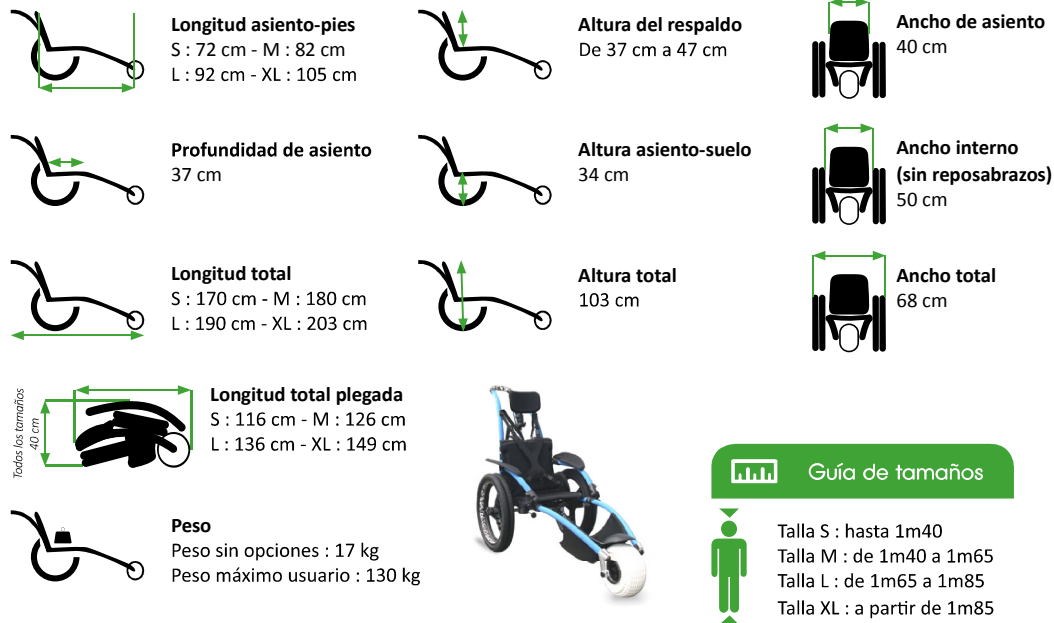 Longitud asiento-pies
S : 72 cm - M : 82 cm
L : 92 cm - XL : 105 cm
Altura del respaldo
De 37 cm a 47 cm
Ancho de asiento
40 cm
Profundidad de asiento
37 cm
Altura asiento-suelo
34 cm
Ancho interno
(sin reposabrazos)
50 cm
Longitud total
S : 170 cm - M : 180 cm
L : 190 cm - XL : 203 cm
Altura total
103 cm
Ancho total
68 cm
Todos los tamaños
40 cm
Longitud total plegada
S : 116 cm - M : 126 cm
L : 136 cm - XL : 149 cm
Peso
Peso sin opciones : 17 kg
Peso máximo usuario : 130 kg
Guía de tamaños
Talla S : hasta 1m40
Talla M : de 1m40 a 1m65
Talla L : de 1m65 a 1m85
Talla XL : a partir de 1m85